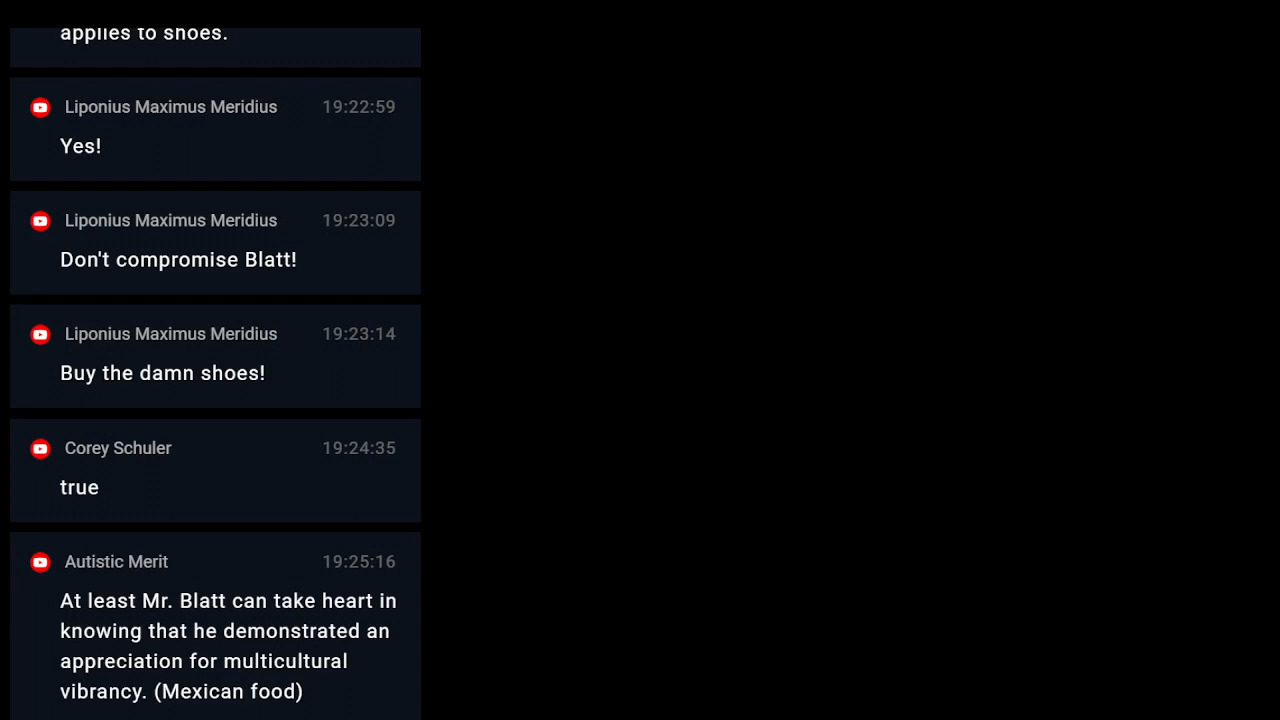 applies to shoes.
Liponius Maximus Meridius 19:22:59
Yes!
Liponius Maximus Meridius 19:23:09
Don't compromise Blatt!
Liponius Maximus Meridius 19:23:14
Buy the damn shoes!
Corey Schuler 19:24:35
true
Autistic Merit 19:25:16
At least Mr. Blatt can take heart in
knowing that he demonstrated an
appreciation for multicultural
vibrancy. (Mexican food)